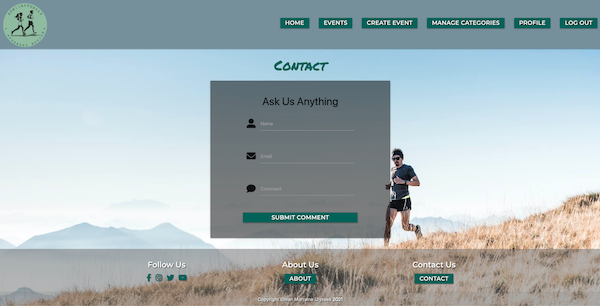 HOME EVENTS CREATE EVENT MANAGE CATEGORIES PROFILE LOG OUT
Contact
Ask Us Anything
Name
Email
Comment
SUBMIT COMMENT
Follow Us About Us Contact Us
ABOUT CONTACT
Copyright 2021